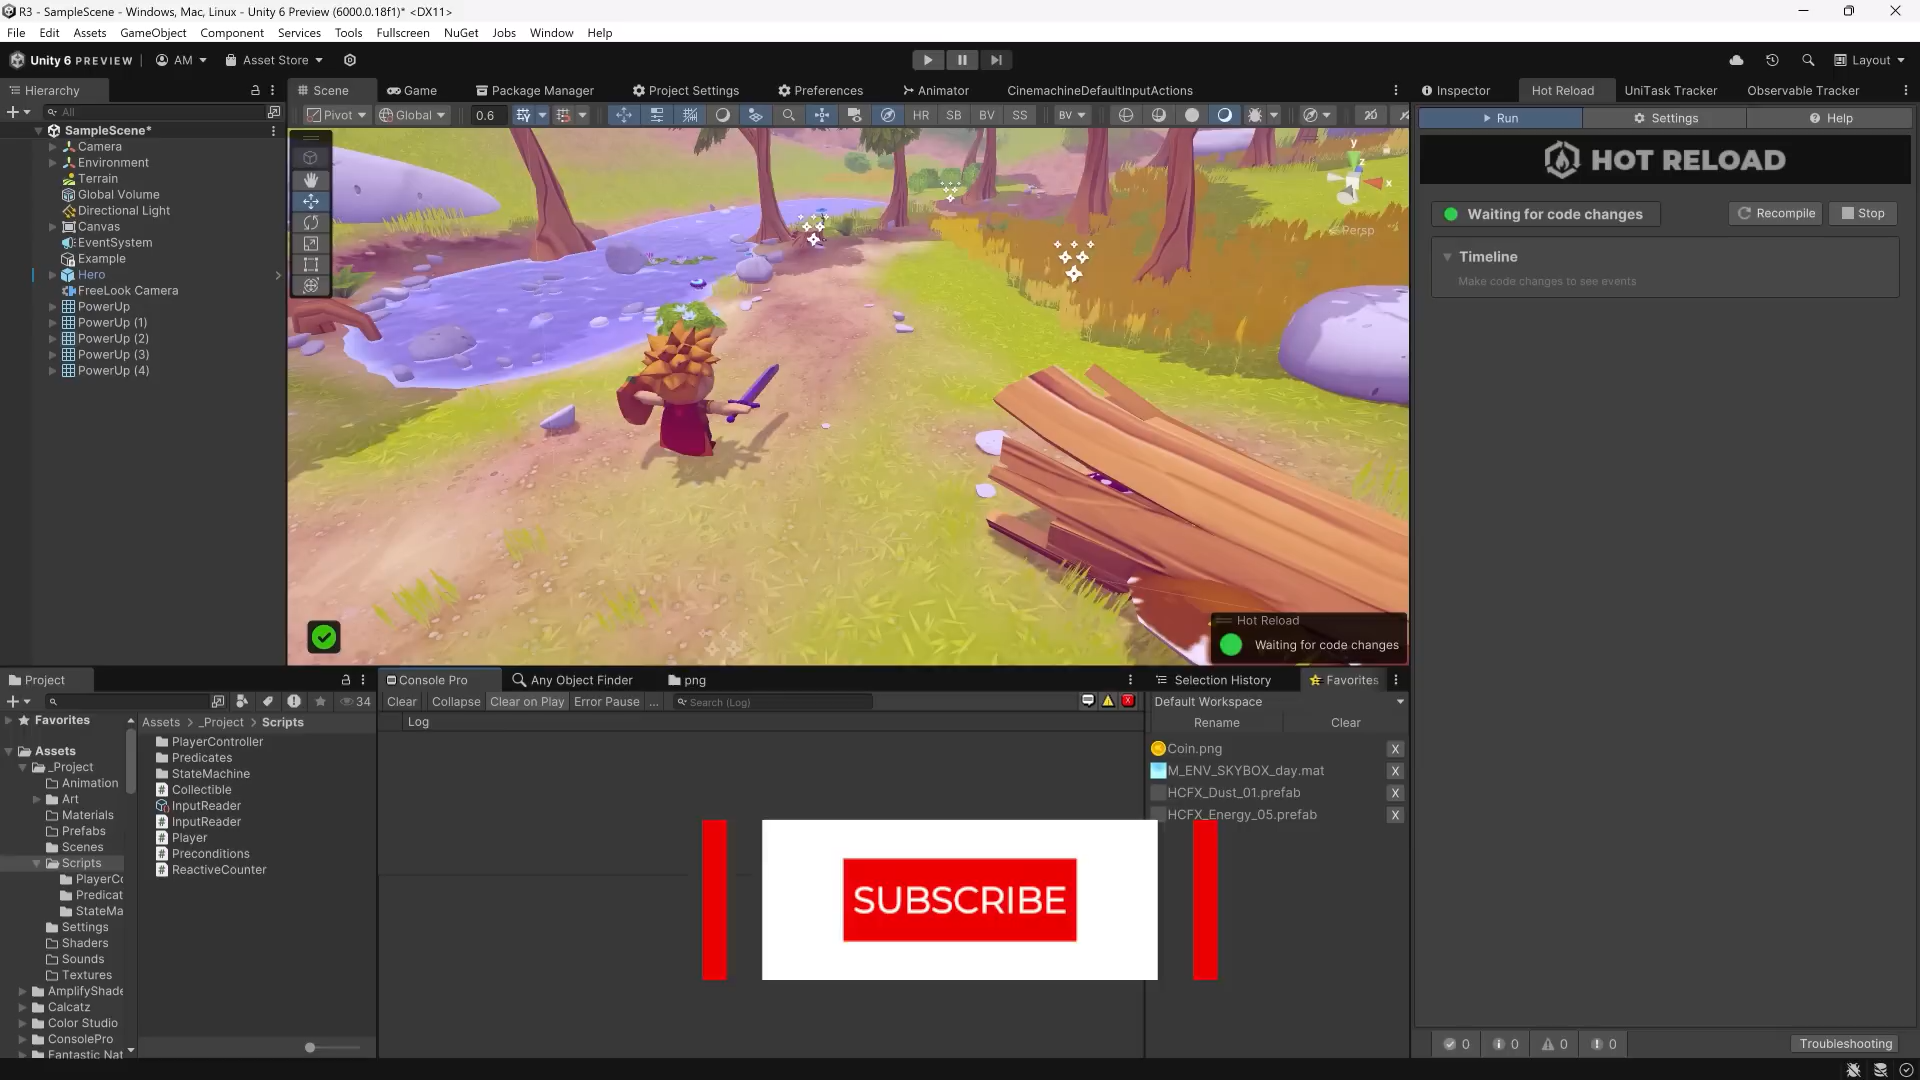 R3 - SampleScene - Windows, Mac, Linux - Unity 6 Preview (6000.0.18f1)* <DX11>
File Edit Assets GameObject Component Services Tools Fullscreen NuGet Jobs Window Help
Unity 6 PREVIEW AM Asset Store Layout
Hierarchy
All
SampleScene*
Camera
Environment
Terrain
Global Volume
Directional Light
Canvas
EventSystem
Example
Hero
FreeLook Camera
PowerUp
PowerUp (1)
PowerUp (2)
PowerUp (3)
PowerUp (4)
Scene Game Package Manager Project Settings Preferences Animator CinemachineDefaultInputActions
Pivot Global 0.6 HR SB BV SS BV 2D
y
z
x
Persp
Hot Reload
Waiting for code changes
Inspector Hot Reload UniTask Tracker Observable Tracker
Run Settings Help
HOT RELOAD
Waiting for code changes Recompile Stop
Timeline
Make code changes to see events
0 0 0 0 Troubleshooting
Project
34
Favorites
Assets
_Project
Animation
Art
Materials
Prefabs
Scenes
Scripts
PlayerCo
Predicat
StateMa
Settings
Shaders
Sounds
Textures
AmplifyShade
Calcatz
Color Studio
ConsolePro
Fantastic Nat
Assets > _Project > Scripts
PlayerController
Predicates
StateMachine
Collectible
InputReader
InputReader
Player
Preconditions
ReactiveCounter
Console Pro Any Object Finder png
Clear Collapse Clear on Play Error Pause ... Search (Log)
Log
Selection History Favorites
Default Workspace
Rename Clear
Coin.png X
M_ENV_SKYBOX_day.mat X
HCFX_Dust_01.prefab X
HCFX_Energy_05.prefab X
SUBSCRIBE